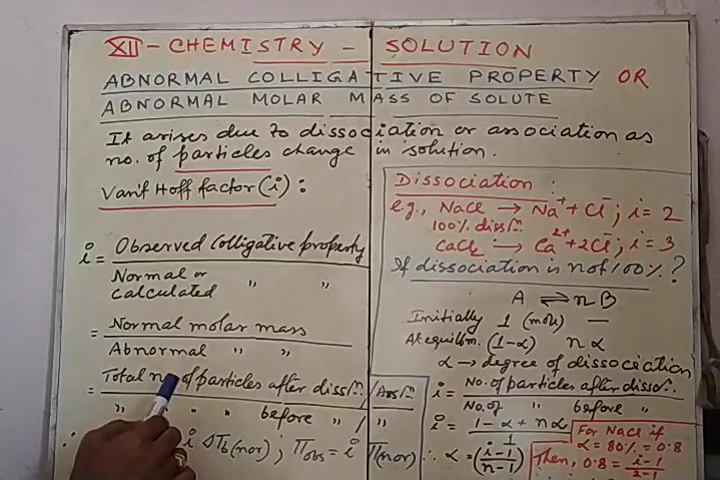 XII - CHEMISTRY - SOLUTION
ABNORMAL COLLIGATIVE PROPERTY OR
ABNORMAL MOLAR MASS OF SOLUTE
It arises due to dissociation or association as
no. of particles change in solution.
Vant Hoff factor (i) :
i = Observed colligative property
Normal or
calculated " "
= Normal molar mass
Abnormal " "
= Total no. of particles after dissn. / Assn.
" " " before " / "
i ΔTb (nor) ; Πobs = i Π(nor)
Dissociation :
e.g., NaCl → Na⁺ + Cl⁻ ; i = 2
100% dissn.
CaCl₂ → Ca²⁺ + 2Cl⁻ ; i = 3
If dissociation is not 100% ?
A ⇌ nB
Initially 1 (mole) —
At equilbm. (1-α) nα
α → degree of dissociation
i = No. of particles after disson.
No. of " before "
i = 1 - α + nα
1
∴ α = (i-1
n-1)
For NaCl if
α = 80% = 0.8
Then, 0.8 = i-1
2-1